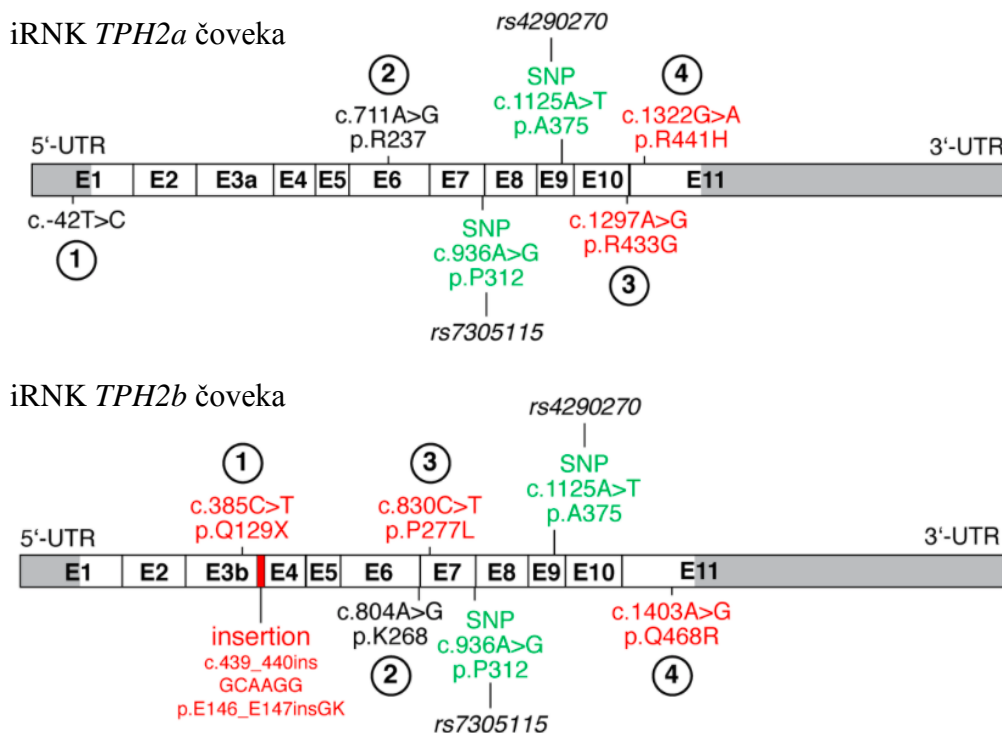 iRNK TPH2a čoveka
rs4290270
2
c.711A>G
p.R237
SNP
c.1125A>T
p.A375
4
c.1322G>A
p.R441H
5‘-UTR
3‘-UTR
E1 E2 E3a E4 E5 E6 E7 E8 E9 E10 E11
c.-42T>C
1
SNP
c.936A>G
p.P312
rs7305115
c.1297A>G
p.R433G
3
iRNK TPH2b čoveka
rs4290270
1
c.385C>T
p.Q129X
3
c.830C>T
p.P277L
SNP
c.1125A>T
p.A375
5‘-UTR
3‘-UTR
E1 E2 E3b E4 E5 E6 E7 E8 E9 E10 E11
insertion
c.439_440ins
GCAAGG
p.E146_E147insGK
c.804A>G
p.K268
2
SNP
c.936A>G
p.P312
rs7305115
c.1403A>G
p.Q468R
4